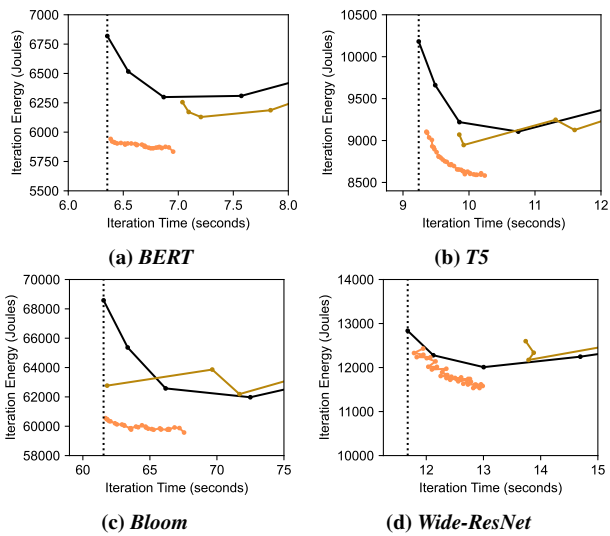 7000
6750
6500
6250
6000
5750
5500
Iteration Energy (Joules)
6.0 6.5 7.0 7.5 8.0
Iteration Time (seconds)
(a) BERT
10500
10000
9500
9000
8500
Iteration Energy (Joules)
9 10 11 12
Iteration Time (seconds)
(b) T5
70000
68000
66000
64000
62000
60000
58000
Iteration Energy (Joules)
60 65 70 75
Iteration Time (seconds)
(c) Bloom
14000
13000
12000
11000
10000
Iteration Energy (Joules)
12 13 14 15
Iteration Time (seconds)
(d) Wide-ResNet